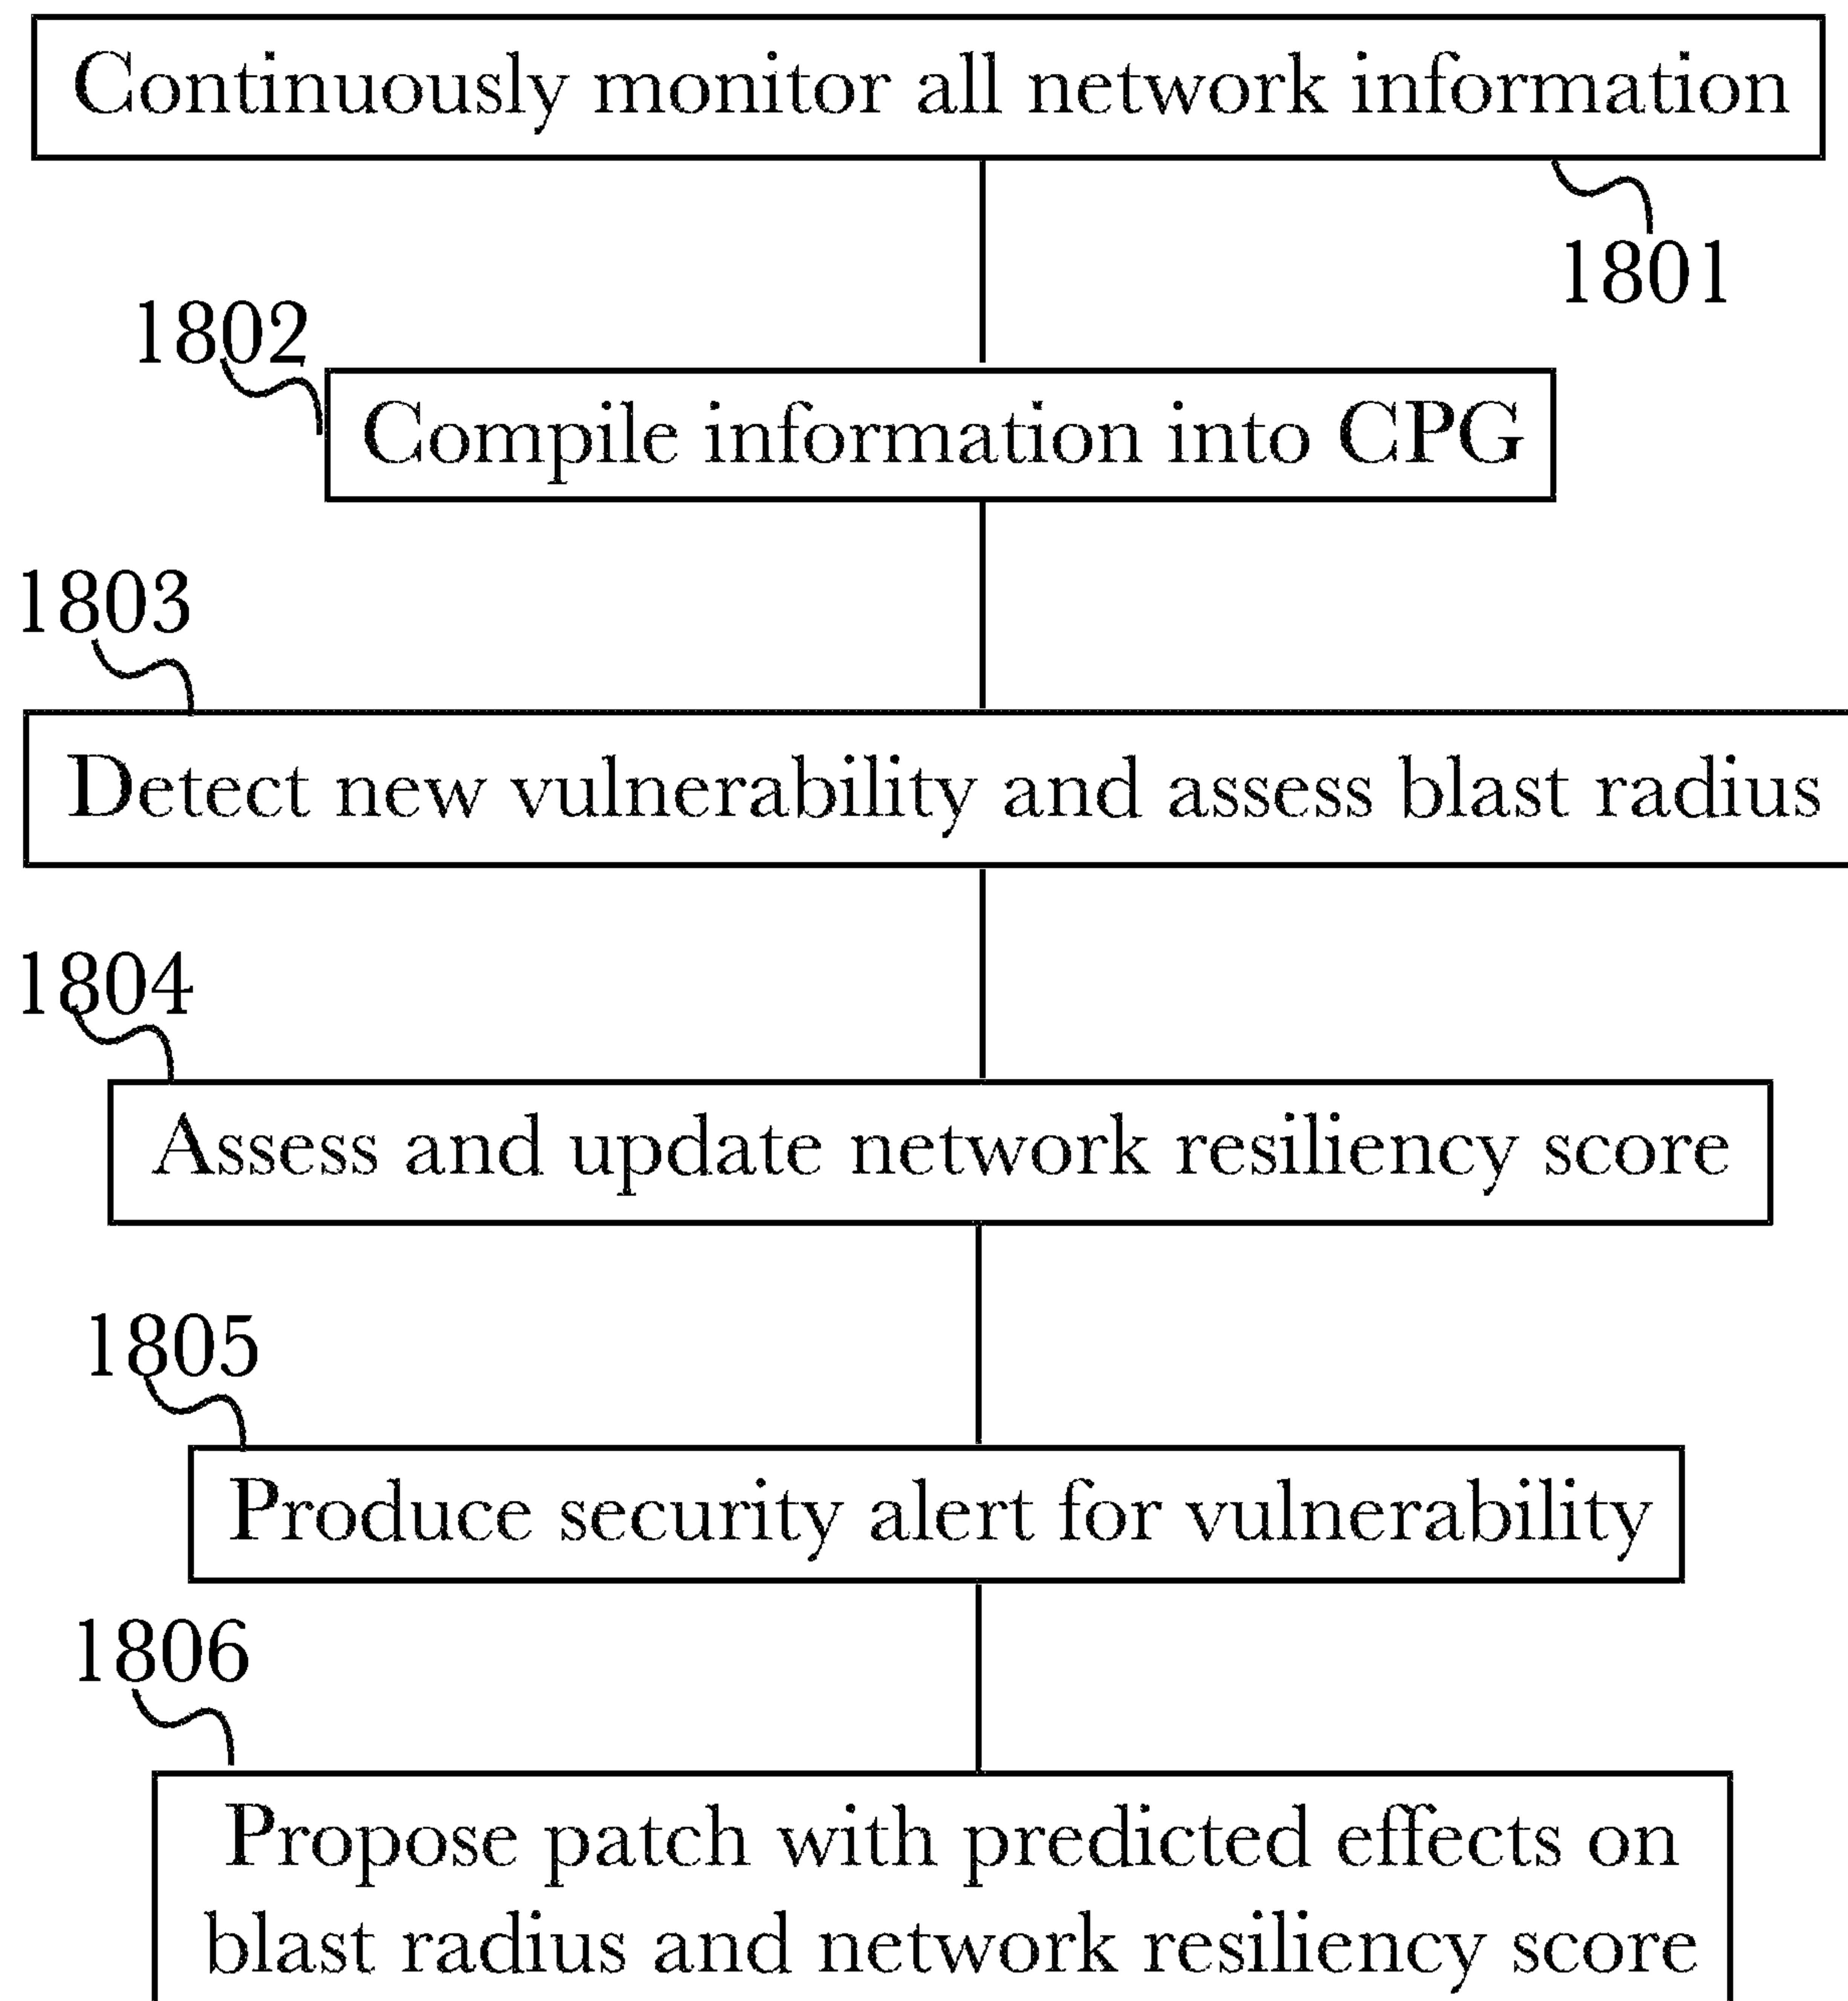 Continuously monitor all network information
1801
1802
Compile information into CPG
1803
Detect new vulnerability and assess blast radius
1804
Assess and update network resiliency score
1805
Produce security alert for vulnerability
1806
Propose patch with predicted effects on
blast radius and network resiliency score